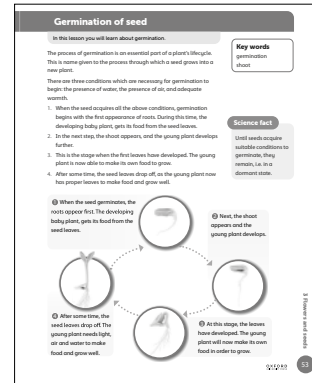 Germination of seed
In this lesson you will learn about germination.
The process of germination is an essential part of a plant's lifecycle.
This is name given to the process through which a seed grows into a
new plant.
There are three conditions which are necessary for germination to
begin: the presence of water, the presence of air, and adequate
warmth.
1. When the seed acquires all the above conditions, germination
begins with the first appearance of roots. During this time, the
developing baby plant, gets its food from the seed leaves.
2. In the next step, the shoot appears, and the young plant develops
further.
3. This is the stage when the first leaves have developed. The young
plant is now able to make its own food to grow.
4. After some time, the seed leaves drop off, as the young plant now
has proper leaves to make food and grow well.
Key words
germination
shoot
Science fact
Until seeds acquire
suitable conditions to
germinate, they
remain, i.e. in a
dormant state.
1 When the seed germinates, the
roots appear first. The developing
baby plant, gets its food from the
seed leaves.
2 Next, the shoot
appears and the
young plant develops.
3 At this stage, the leaves
have developed. The young
plant will now make its own
food in order to grow.
4 After some time, the
seed leaves drop off. The
young plant needs light,
air and water to make
food and grow well.
5 Flowers and seeds
OXFORD
53